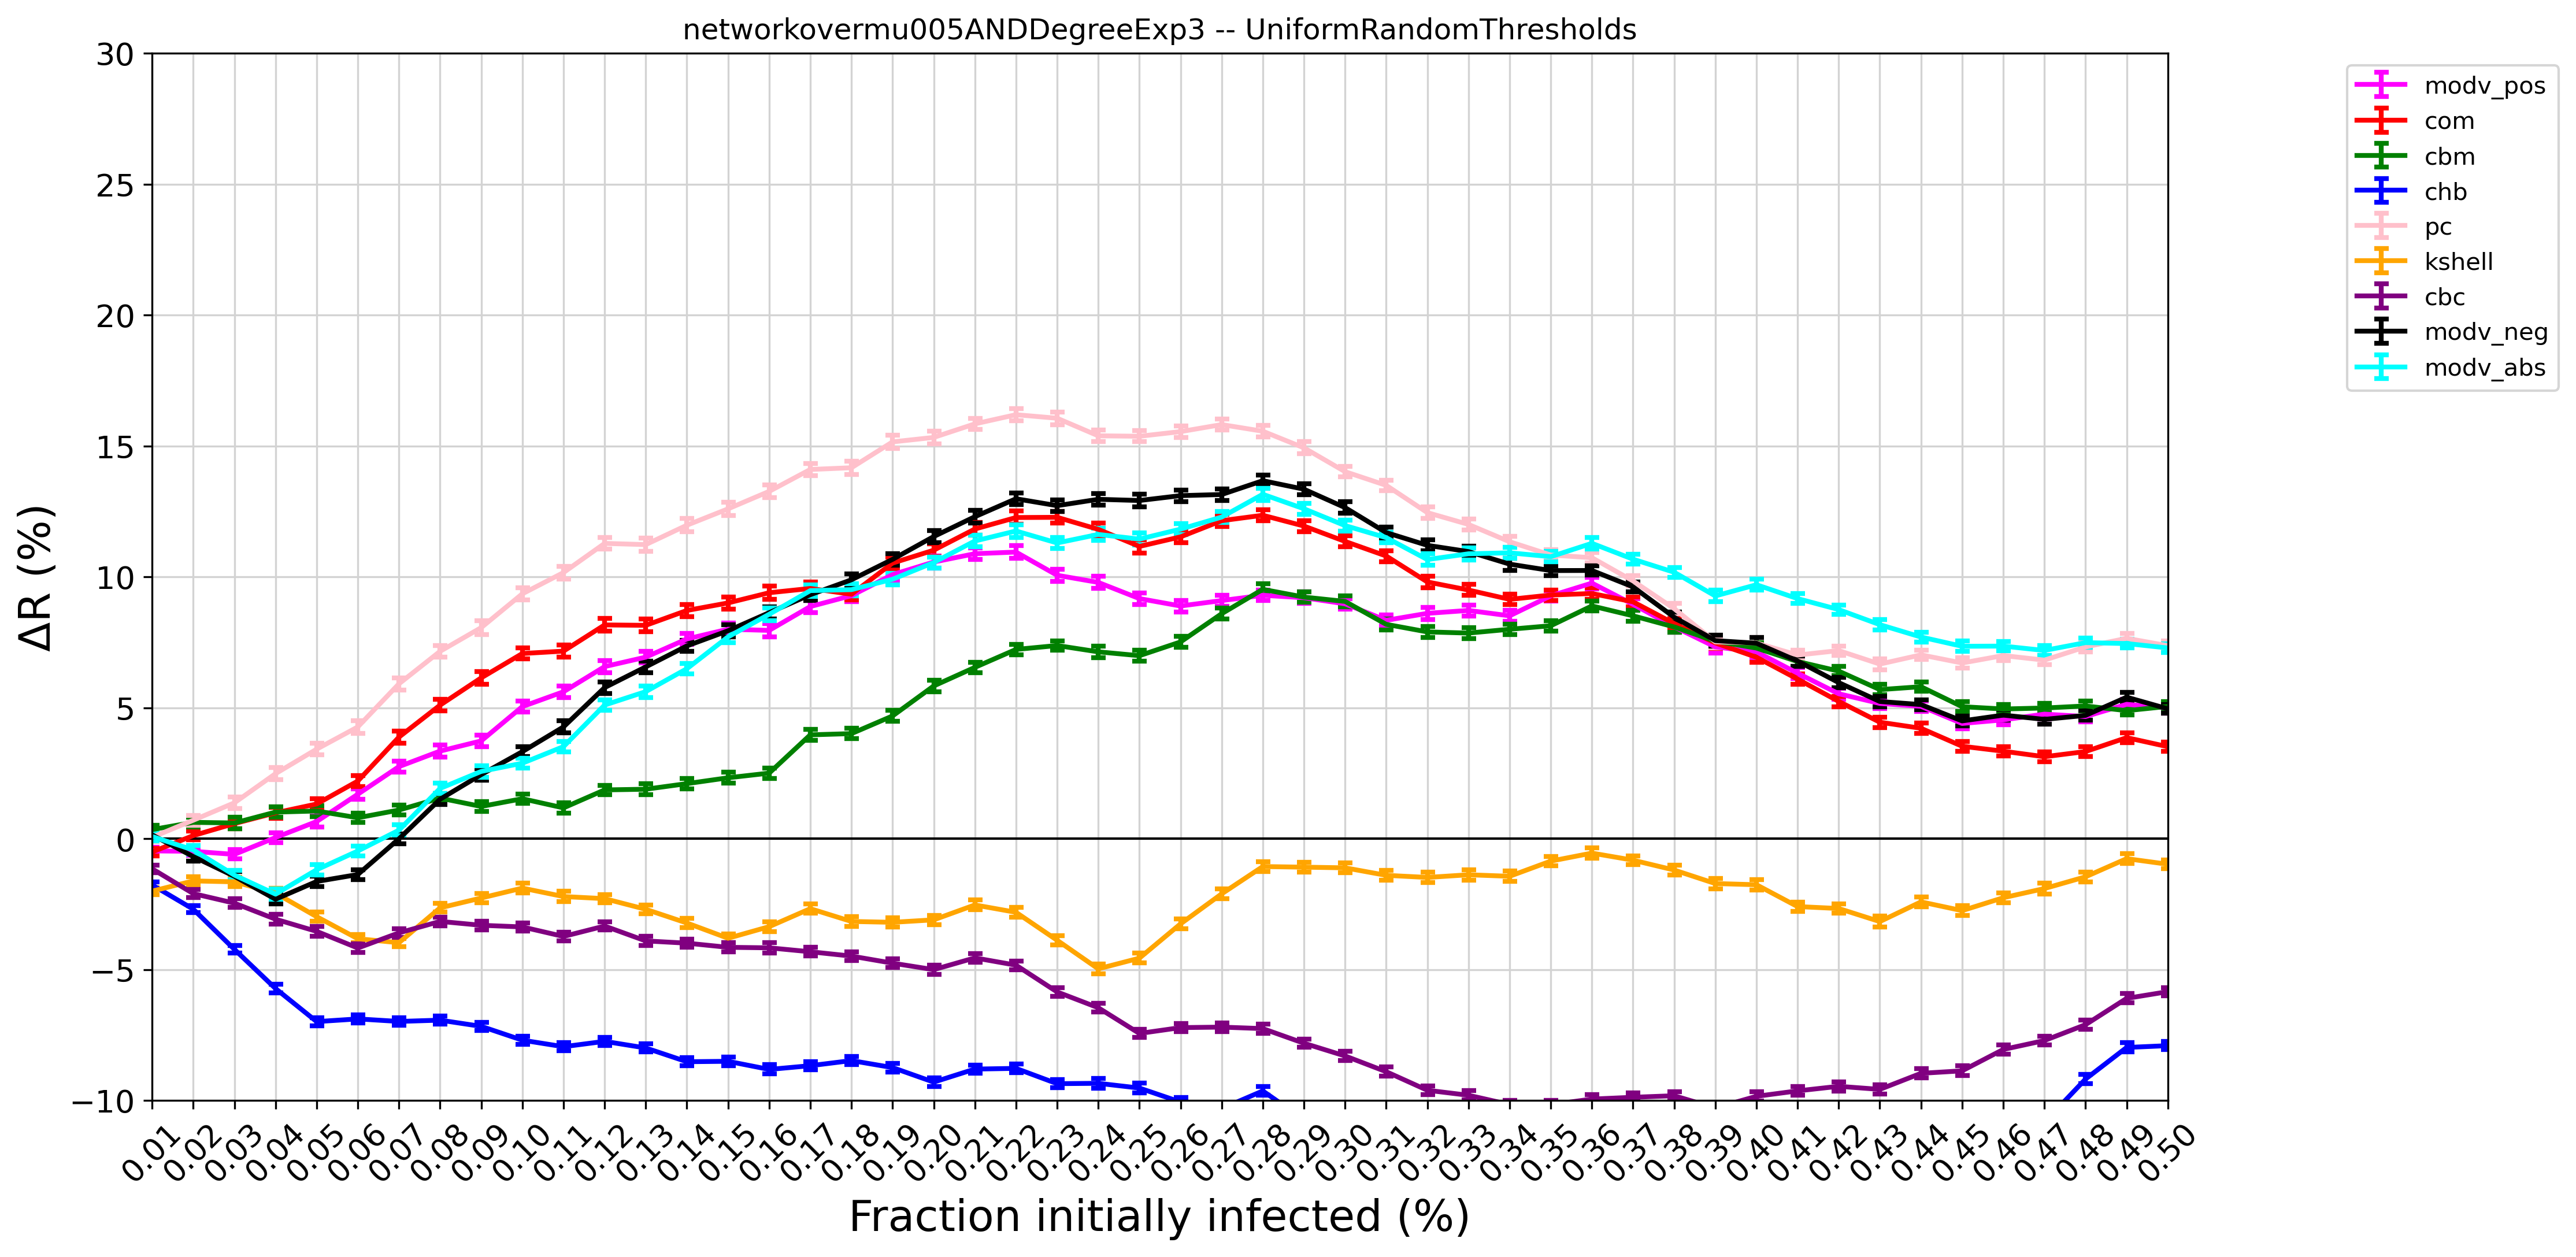 networkovermu005ANDDegreeExp3 -- UniformRandomThresholds
30
25
20
15
10
5
0
−5
−10
ΔR (%)
0.01 0.02 0.03 0.04 0.05 0.06 0.07 0.08 0.09 0.10 0.11 0.12 0.13 0.14 0.15 0.16 0.17 0.18 0.19 0.20 0.21 0.22 0.23 0.24 0.25 0.26 0.27 0.28 0.29 0.30 0.31 0.32 0.33 0.34 0.35 0.36 0.37 0.38 0.39 0.40 0.41 0.42 0.43 0.44 0.45 0.46 0.47 0.48 0.49 0.50
Fraction initially infected (%)
modv_pos
com
cbm
chb
pc
kshell
cbc
modv_neg
modv_abs